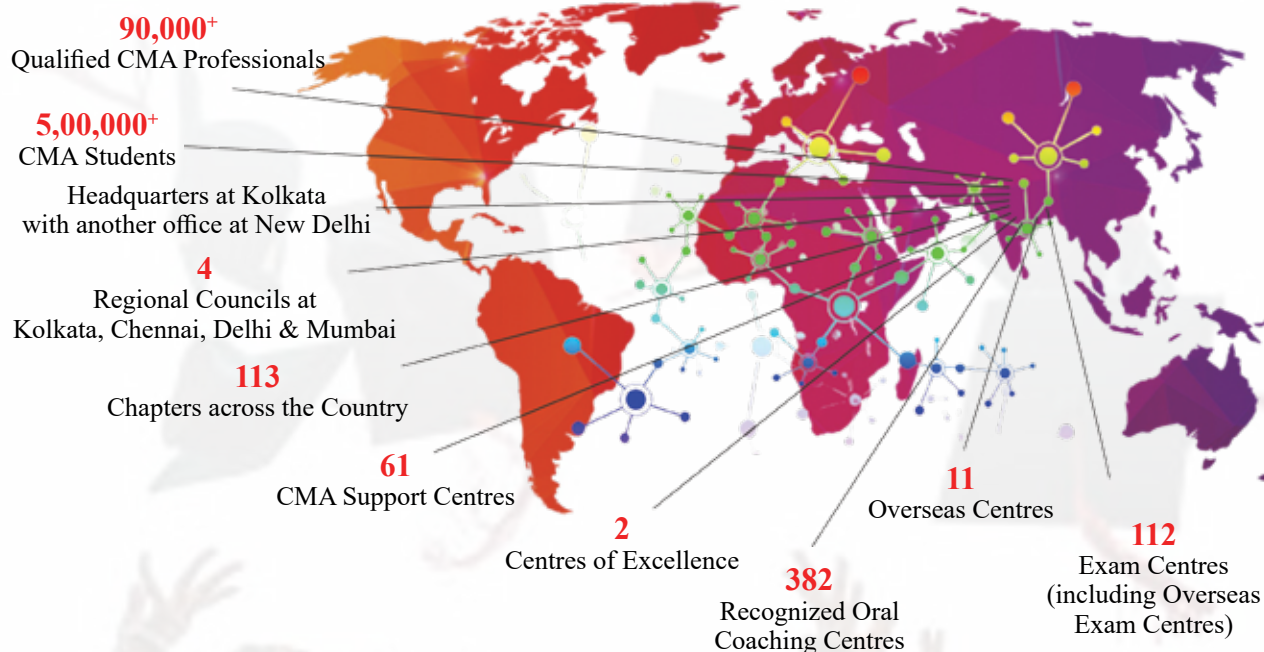 90,000+
Qualified CMA Professionals
5,00,000+
CMA Students
Headquarters at Kolkata
with another office at New Delhi
4
Regional Councils at
Kolkata, Chennai, Delhi & Mumbai
113
Chapters across the Country
61
CMA Support Centres
2
Centres of Excellence
382
Recognized Oral
Coaching Centres
11
Overseas Centres
112
Exam Centres
(including Overseas
Exam Centres)